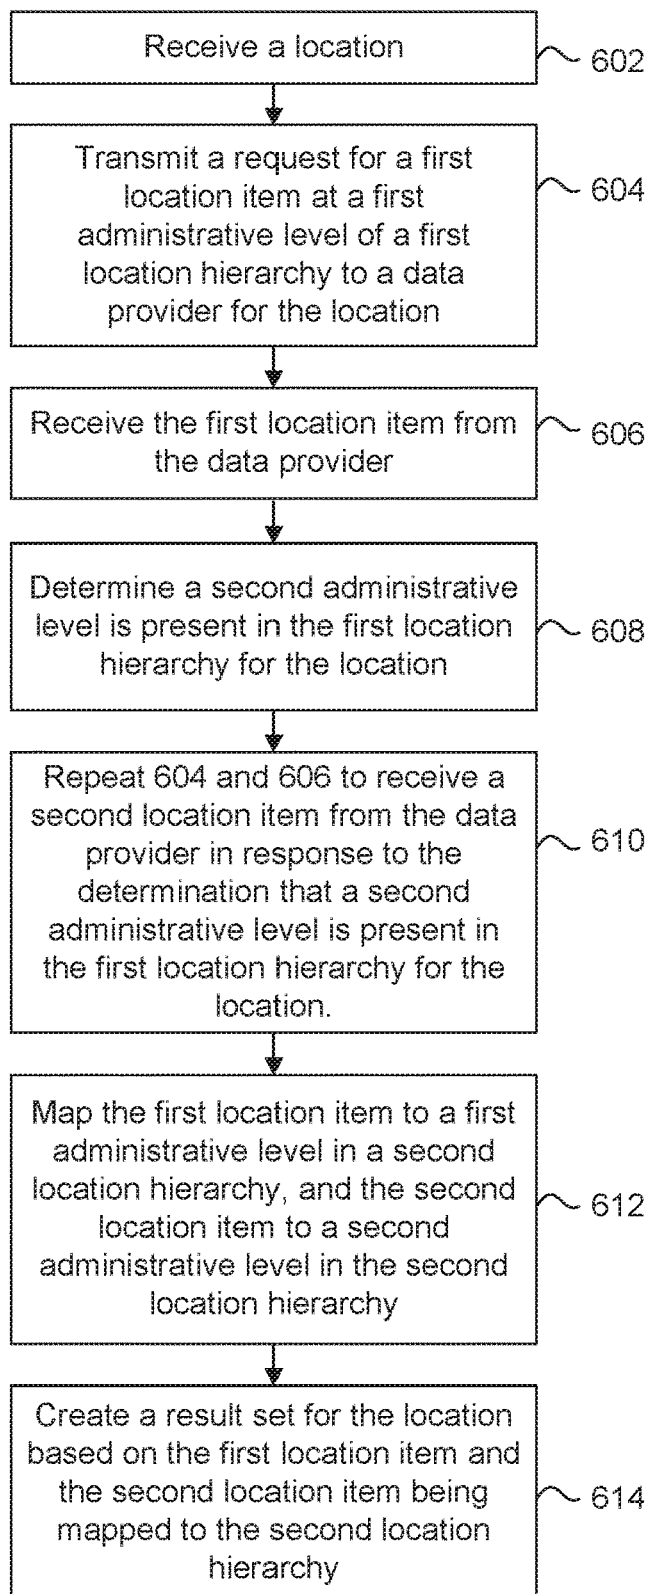 Receive a location
602
Transmit a request for a first
location item at a first
administrative level of a first
location hierarchy to a data
provider for the location
604
Receive the first location item from
the data provider
606
Determine a second administrative
level is present in the first location
hierarchy for the location
608
Repeat 604 and 606 to receive a
second location item from the data
provider in response to the
determination that a second
administrative level is present in
the first location hierarchy for the
location.
610
Map the first location item to a first
administrative level in a second
location hierarchy, and the second
location item to a second
administrative level in the second
location hierarchy
612
Create a result set for the location
based on the first location item and
the second location item being
mapped to the second location
hierarchy
614